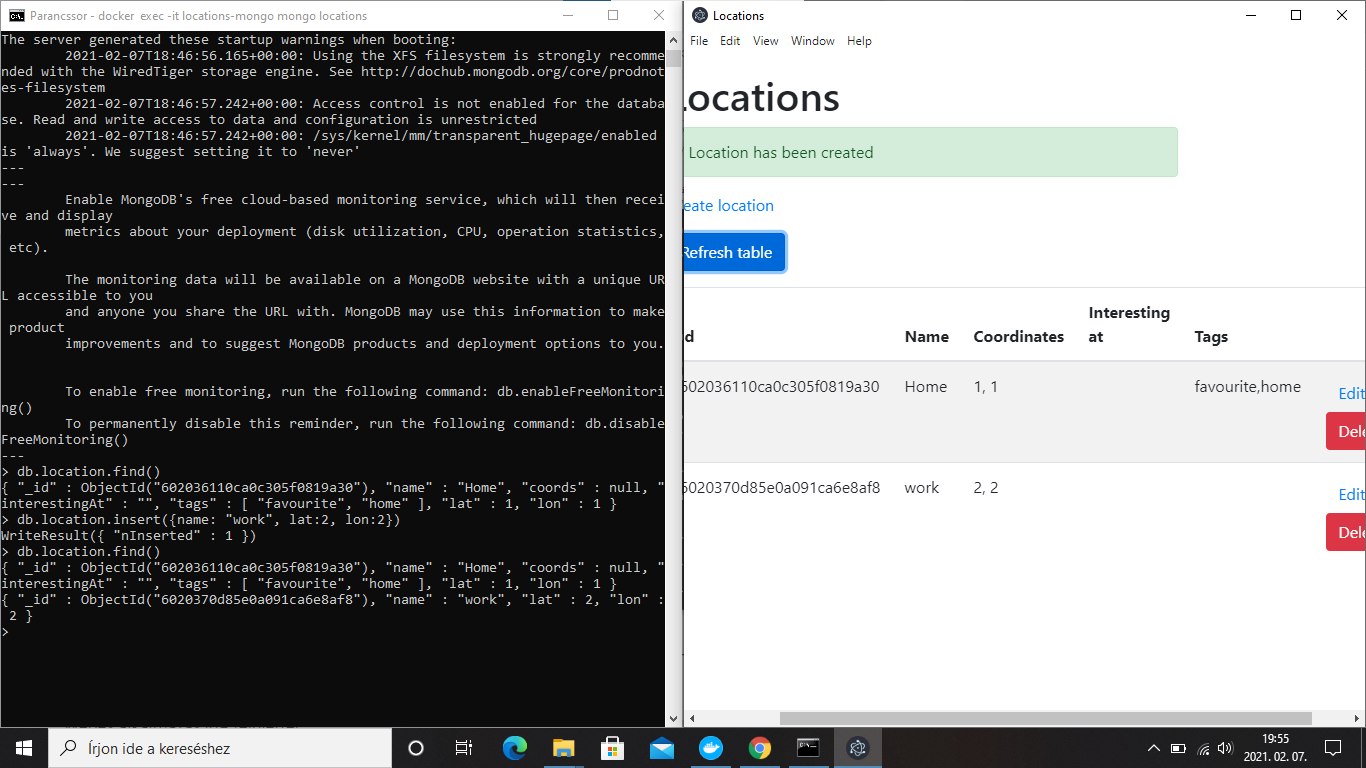 Parancssor - docker exec -it locations-mongo mongo locations
The server generated these startup warnings when booting:
2021-02-07T18:46:56.165+00:00: Using the XFS filesystem is strongly recomme
nded with the WiredTiger storage engine. See http://dochub.mongodb.org/core/prodnot
es-filesystem
2021-02-07T18:46:57.242+00:00: Access control is not enabled for the databa
se. Read and write access to data and configuration is unrestricted
2021-02-07T18:46:57.242+00:00: /sys/kernel/mm/transparent_hugepage/enabled
is 'always'. We suggest setting it to 'never'
---
---
Enable MongoDB's free cloud-based monitoring service, which will then recei
ve and display
metrics about your deployment (disk utilization, CPU, operation statistics,
etc).
The monitoring data will be available on a MongoDB website with a unique UR
L accessible to you
and anyone you share the URL with. MongoDB may use this information to make
product
improvements and to suggest MongoDB products and deployment options to you.
To enable free monitoring, run the following command: db.enableFreeMonitori
ng()
To permanently disable this reminder, run the following command: db.disable
FreeMonitoring()
---
> db.location.find()
{ "_id" : ObjectId("602036110ca0c305f0819a30"), "name" : "Home", "coords" : null, "
interestingAt" : "", "tags" : [ "favourite", "home" ], "lat" : 1, "lon" : 1 }
> db.location.insert({name: "work", lat:2, lon:2})
WriteResult({ "nInserted" : 1 })
> db.location.find()
{ "_id" : ObjectId("602036110ca0c305f0819a30"), "name" : "Home", "coords" : null, "
interestingAt" : "", "tags" : [ "favourite", "home" ], "lat" : 1, "lon" : 1 }
{ "_id" : ObjectId("6020370d85e0a091ca6e8af8"), "name" : "work", "lat" : 2, "lon" :
2 }
>
Locations
File Edit View Window Help
Locations
Location has been created
eate location
Refresh table
d Name Coordinates Interesting at Tags
602036110ca0c305f0819a30 Home 1, 1 favourite,home Edit
Dele
6020370d85e0a091ca6e8af8 work 2, 2 Edit
Dele
Írjon ide a kereséshez
19:55
2021. 02. 07.